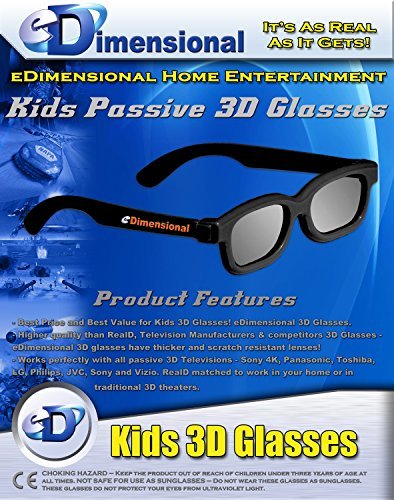 eDimensional
It's As Real
As It Gets!
eDimensional Home Entertainment
Kids Passive 3D Glasses
eDimensional
Product Features
- Best Price and Best Value for Kids 3D Glasses! eDimensional 3D Glasses.
- Higher quality than RealD, Television Manufacturers & competitors 3D Glasses -
eDimensional 3D glasses have thicker and scratch resistant lenses!
- Works perfectly with all passive 3D Televisions - Sony 4K, Panasonic, Toshiba,
LG, Philips, JVC, Sony and Vizio. RealD matched to work in your home or in
traditional 3D theaters.
eD
Kids 3D Glasses
CE
CHOKING HAZARD – Keep the product out of reach of children under three years of age at
all times. NOT SAFE FOR USE AS SUNGLASSES – Do not wear these glasses as sunglasses.
These glasses do not protect your eyes from ultraviolet light.